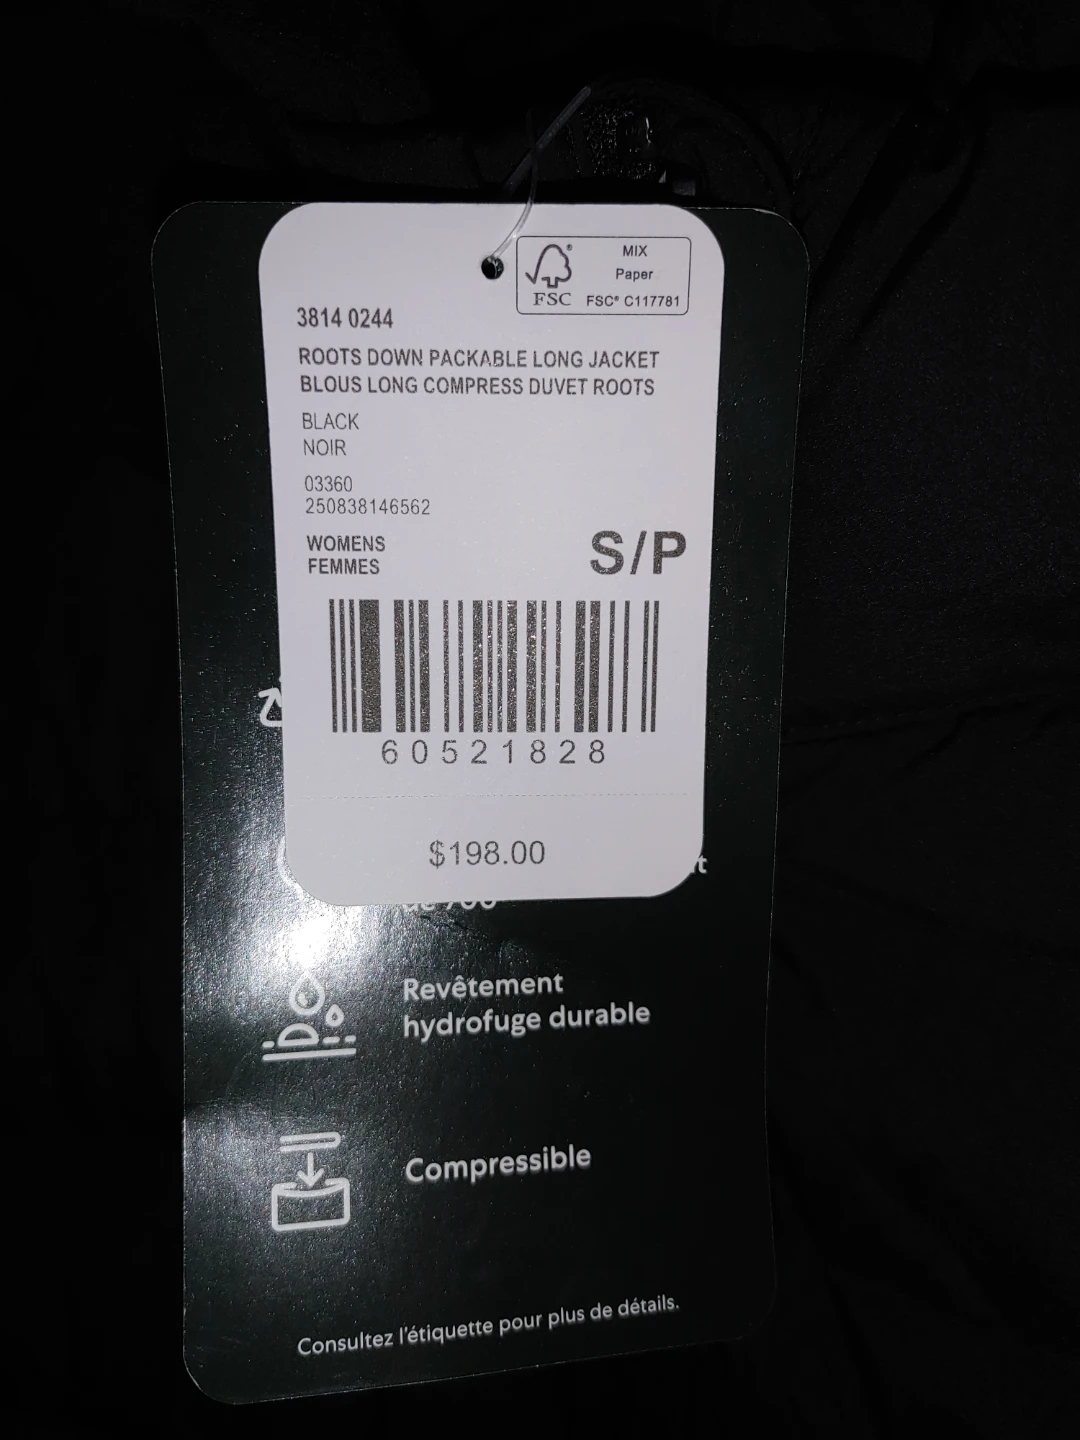 MIX
Paper
FSC
FSC® C117781
3814 0244
ROOTS DOWN PACKABLE LONG JACKET
BLOUS LONG COMPRESS DUVET ROOTS
BLACK
NOIR
03360
250838146562
WOMENS
FEMMES
S/P
60521828
$198.00
Revêtement
hydrofuge durable
Compressible
Consultez l'étiquette pour plus de détails.